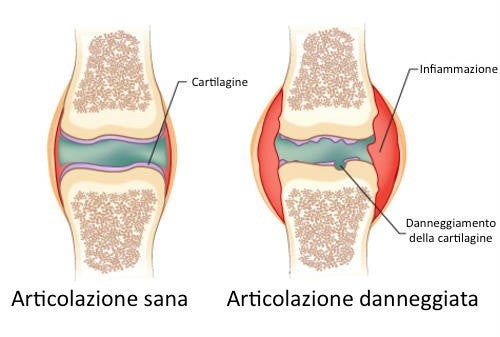 Cartilagine
Infiammazione
Danneggiamento
della cartilagine
Articolazione sana
Articolazione danneggiata